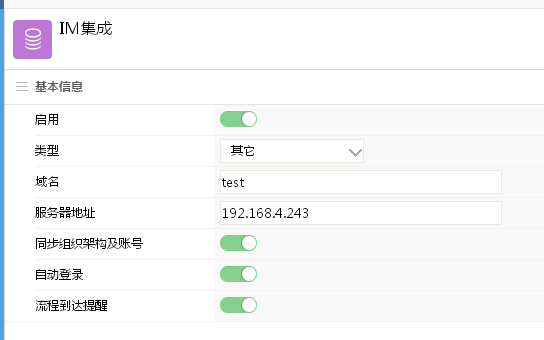 IM集成
基本信息
启用
类型 其它
域名 test
服务器地址 192.168.4.243
同步组织架构及账号
自动登录
流程到达提醒